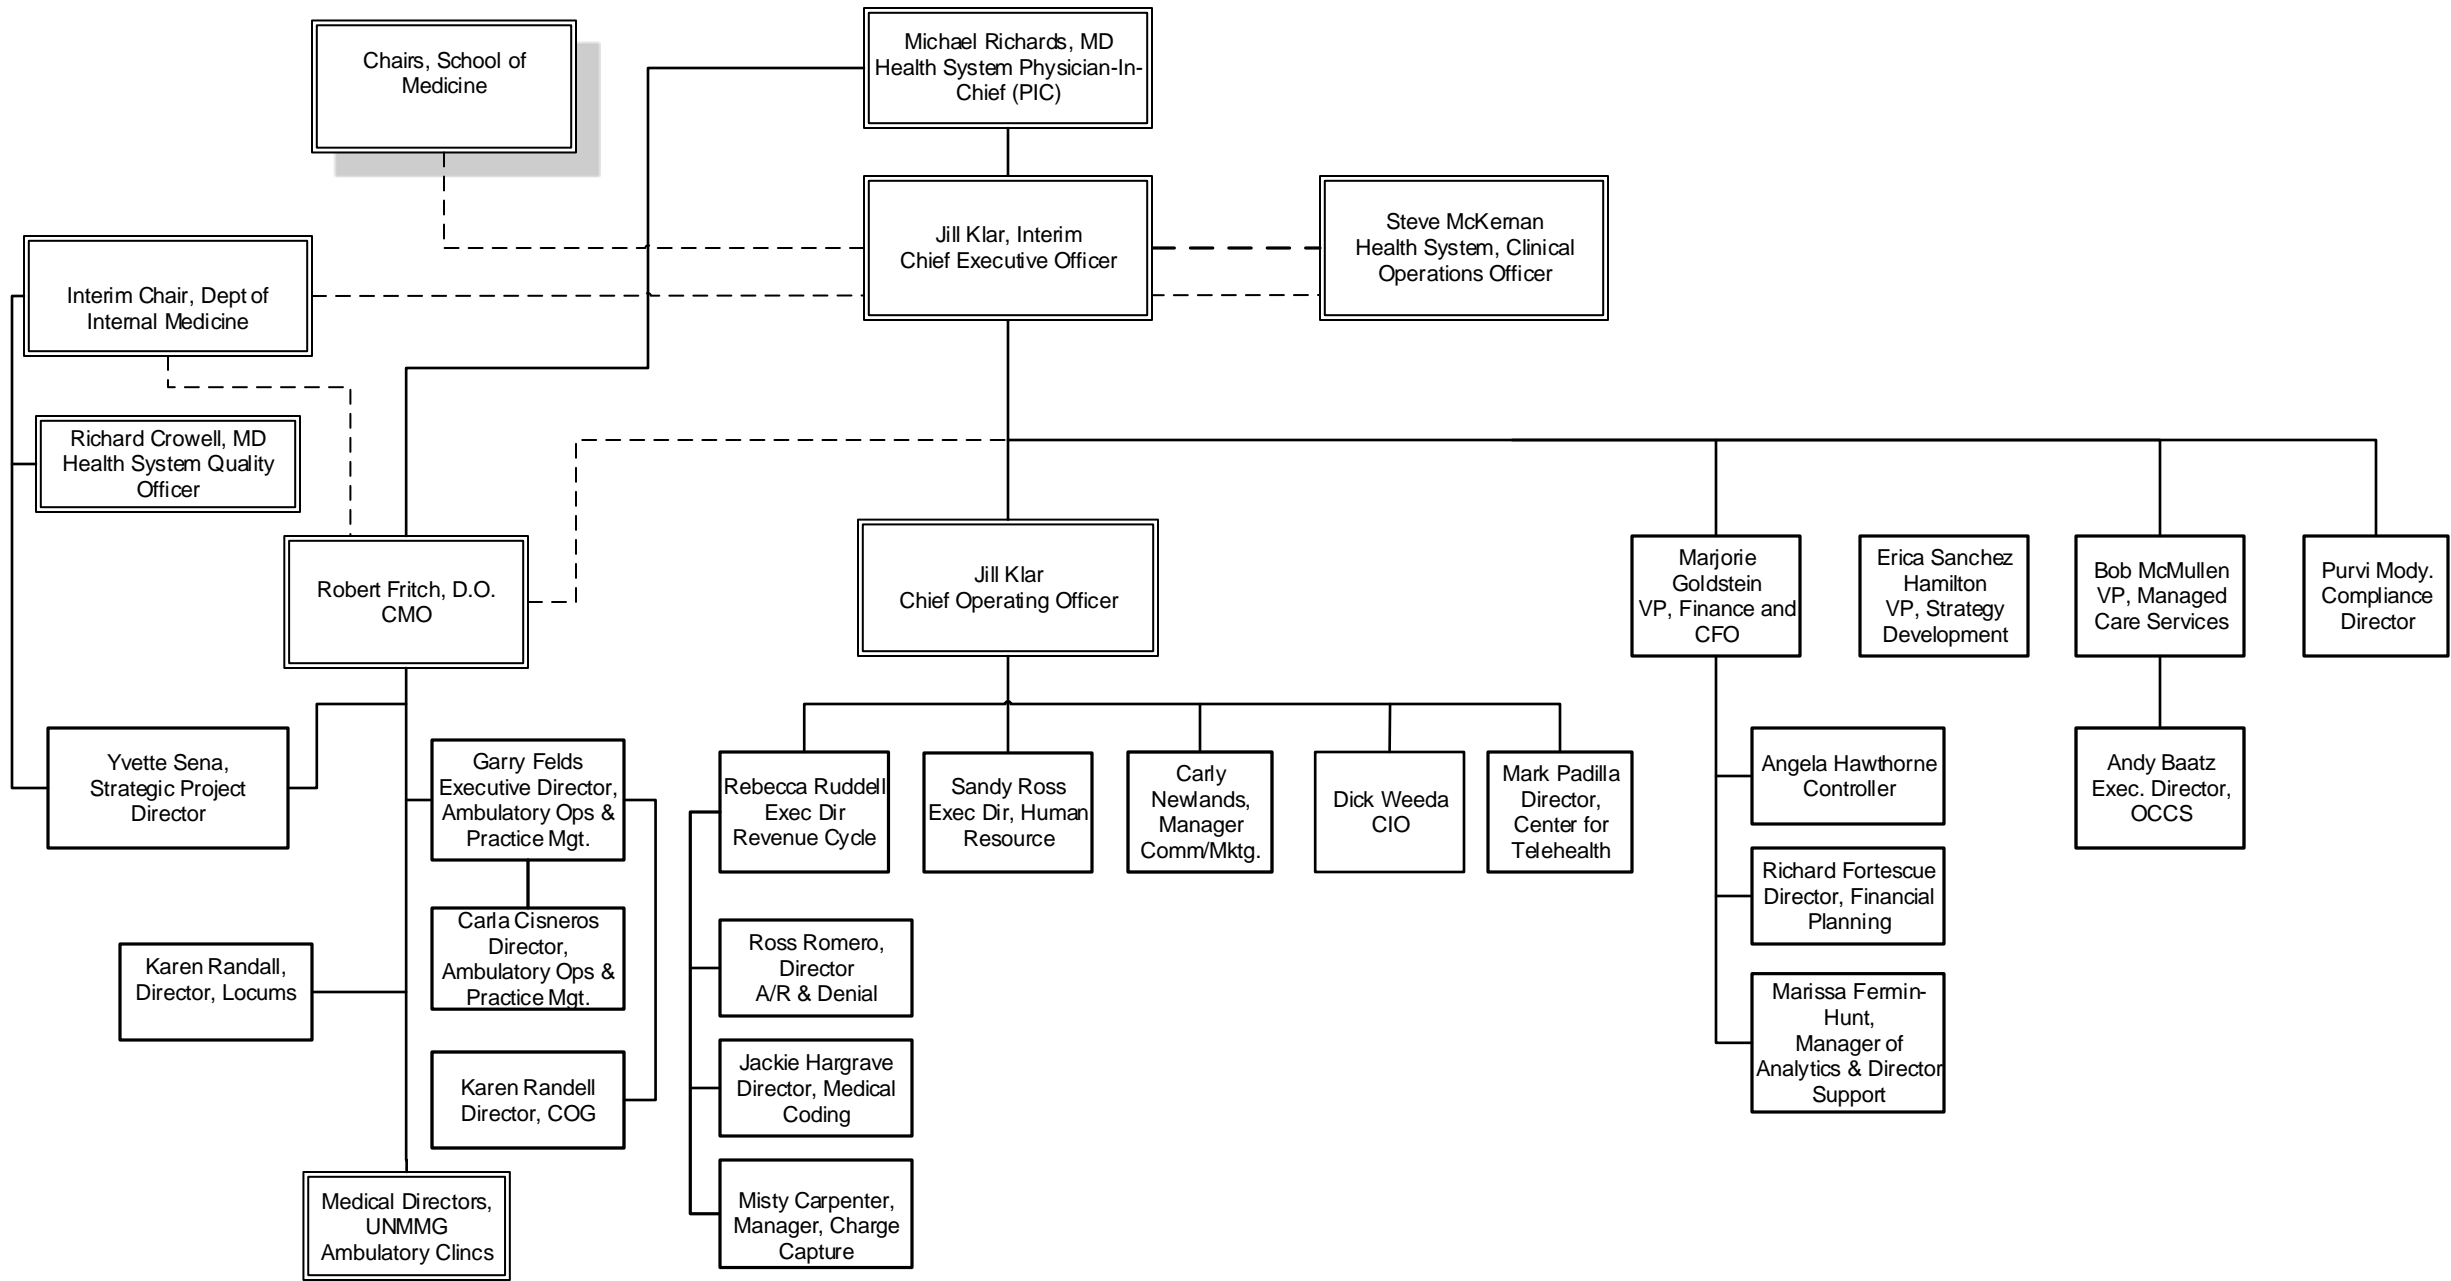 Chairs, School of
Medicine
Michael Richards, MD
Health System Physician-In-
Chief (PIC)
Jill Klar, Interim
Chief Executive Officer
Steve McKernan
Health System, Clinical
Operations Officer
Interim Chair, Dept of
Internal Medicine
Richard Crowell, MD
Health System Quality
Officer
Robert Fritch, D.O.
CMO
Jill Klar
Chief Operating Officer
Marjorie
Goldstein
VP, Finance and
CFO
Erica Sanchez
Hamilton
VP, Strategy
Development
Bob McMullen
VP, Managed
Care Services
Purvi Mody.
Compliance
Director
Yvette Sena,
Strategic Project
Director
Garry Felds
Executive Director,
Ambulatory Ops &
Practice Mgt.
Rebecca Ruddell
Exec Dir
Revenue Cycle
Sandy Ross
Exec Dir, Human
Resource
Carly
Newlands,
Manager
Comm/Mktg.
Dick Weeda
CIO
Mark Padilla
Director,
Center for
Telehealth
Angela Hawthorne
Controller
Andy Baatz
Exec. Director,
OCCS
Richard Fortescue
Director, Financial
Planning
Carla Cisneros
Director,
Ambulatory Ops &
Practice Mgt.
Karen Randall,
Director, Locums
Ross Romero,
Director
A/R & Denial
Marissa Fermin-
Hunt,
Manager of
Analytics & Director
Support
Karen Randell
Director, COG
Jackie Hargrave
Director, Medical
Coding
Medical Directors,
UNMMG
Ambulatory Clincs
Misty Carpenter,
Manager, Charge
Capture